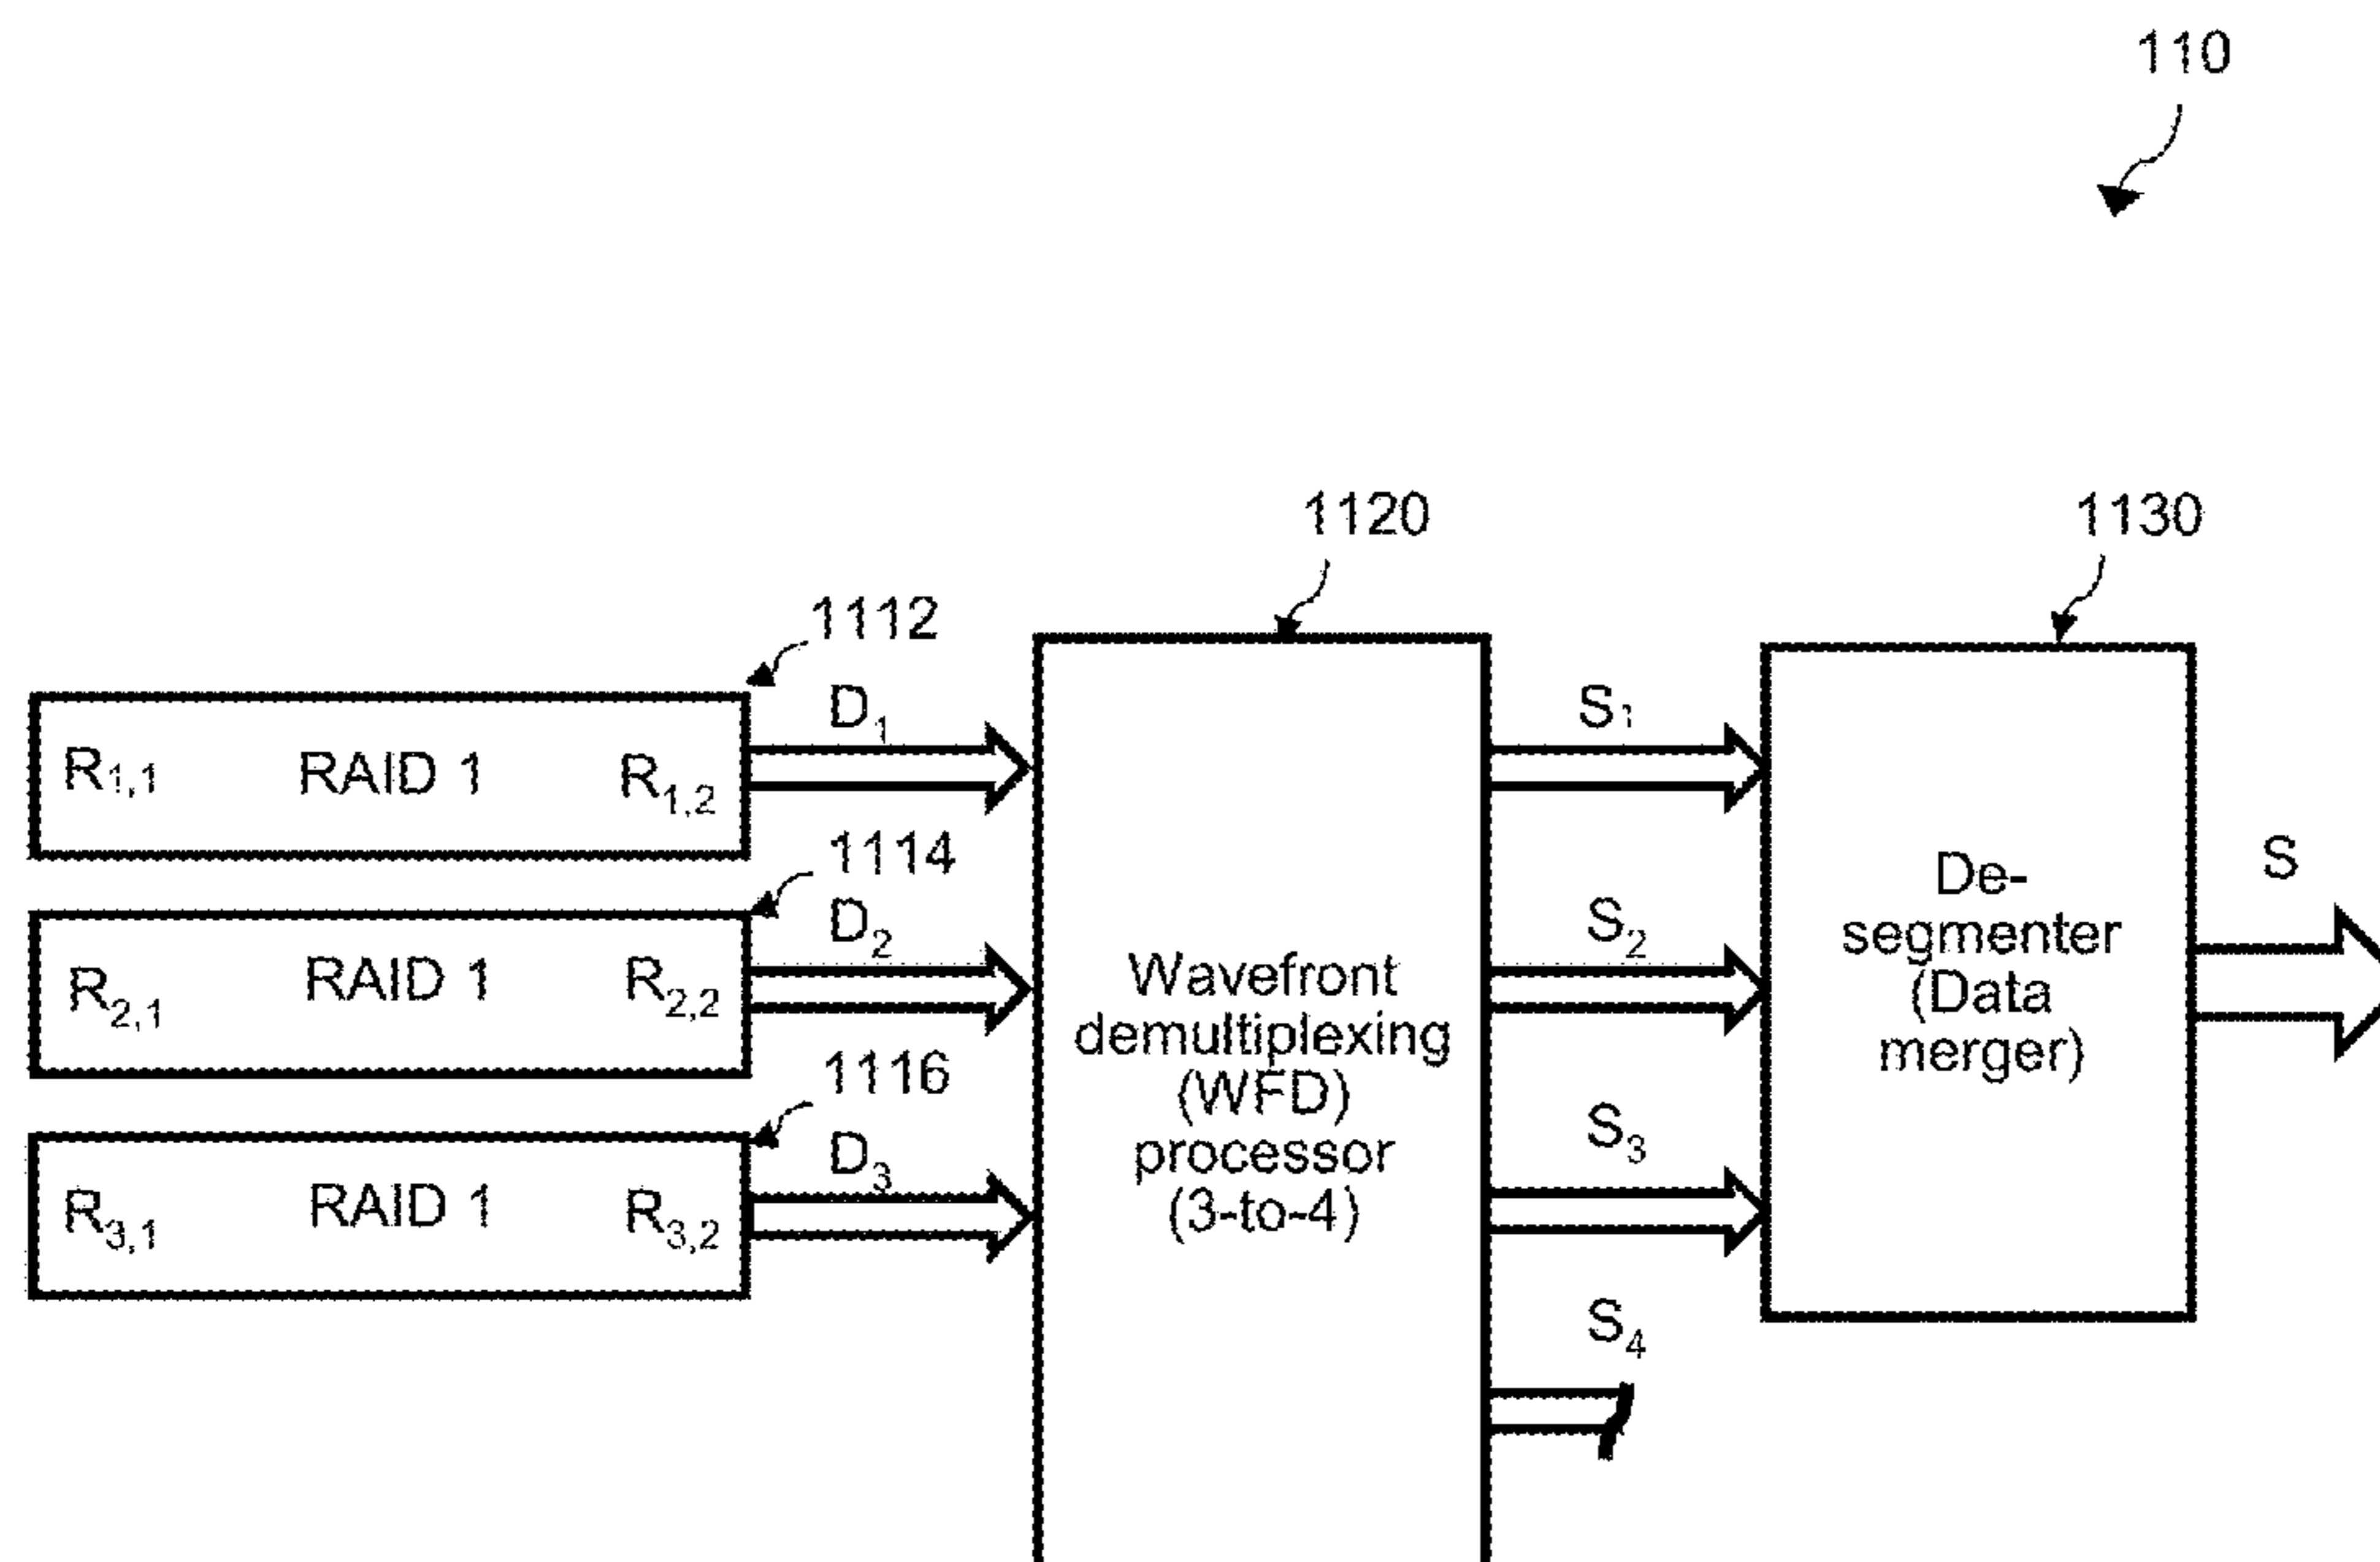 110
1120
1130
1112
D1
S1
R1,1 RAID 1 R1,2
1114
D2
S2
R2,1 RAID 1 R2,2
1116
D3
S3
R3,1 RAID 1 R3,2
S4
Wavefront
demultiplexing
(WFD)
processor
(3-to-4)
De-
segmenter
(Data
merger)
S